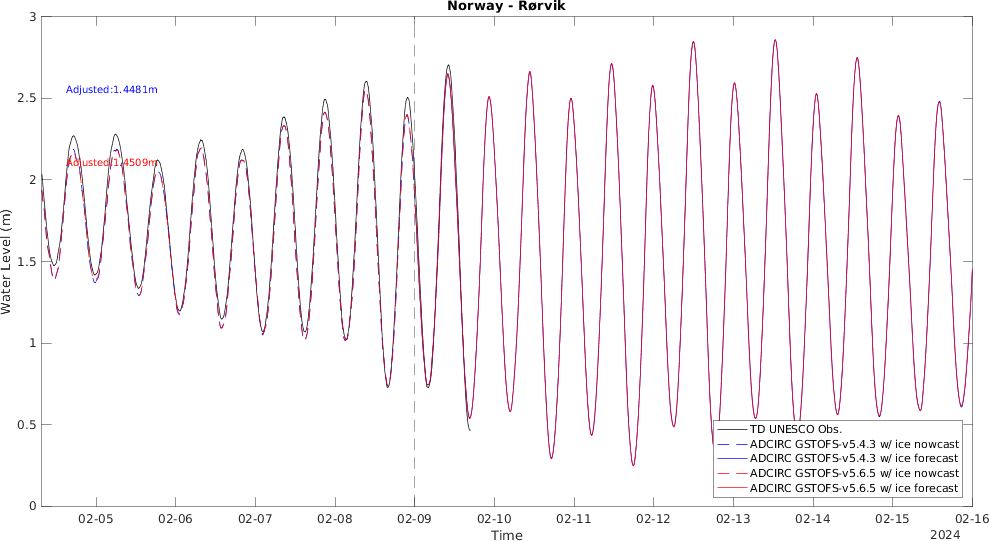 Norway - Rørvik
3
2.5
2
1.5
1
0.5
0
Water Level (m)
Adjusted:1.4481m
Adjusted:1.4509m
TD UNESCO Obs.
ADCIRC GSTOFS-v5.4.3 w/ ice nowcast
ADCIRC GSTOFS-v5.4.3 w/ ice forecast
ADCIRC GSTOFS-v5.6.5 w/ ice nowcast
ADCIRC GSTOFS-v5.6.5 w/ ice forecast
02-05 02-06 02-07 02-08 02-09 02-10 02-11 02-12 02-13 02-14 02-15 02-16
Time 2024